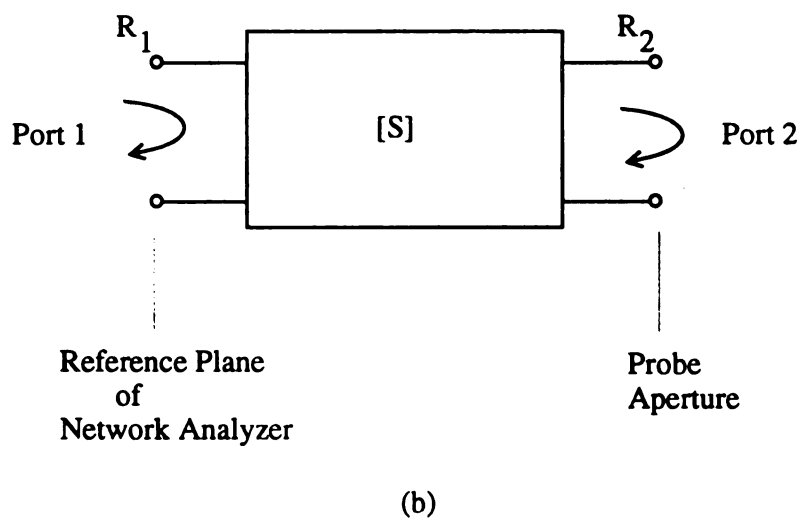 R1
R2
Port 1
[S]
Port 2
Reference Plane
of
Network Analyzer
Probe
Aperture
(b)